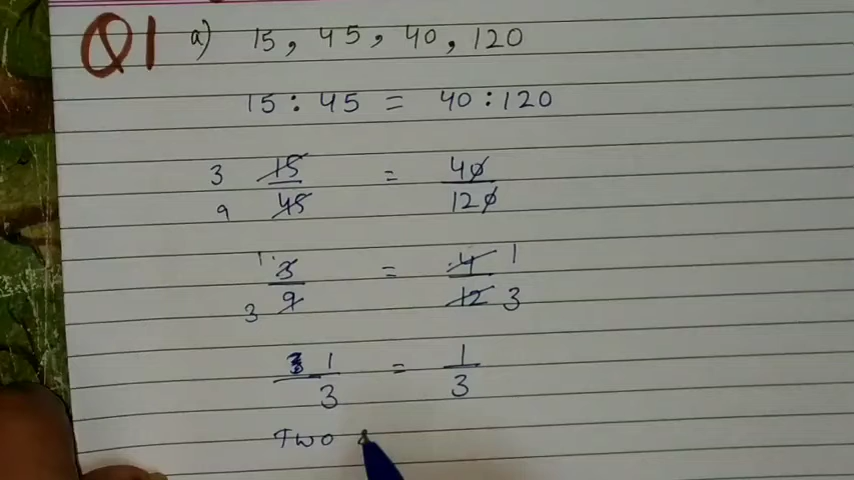 Q1 a) 15, 45, 40, 120
15 : 45 = 40 : 120
3 15 = 40
9 45 120
1 3 = 4 1
3 9 12 3
3 1 = 1
3 3
Two